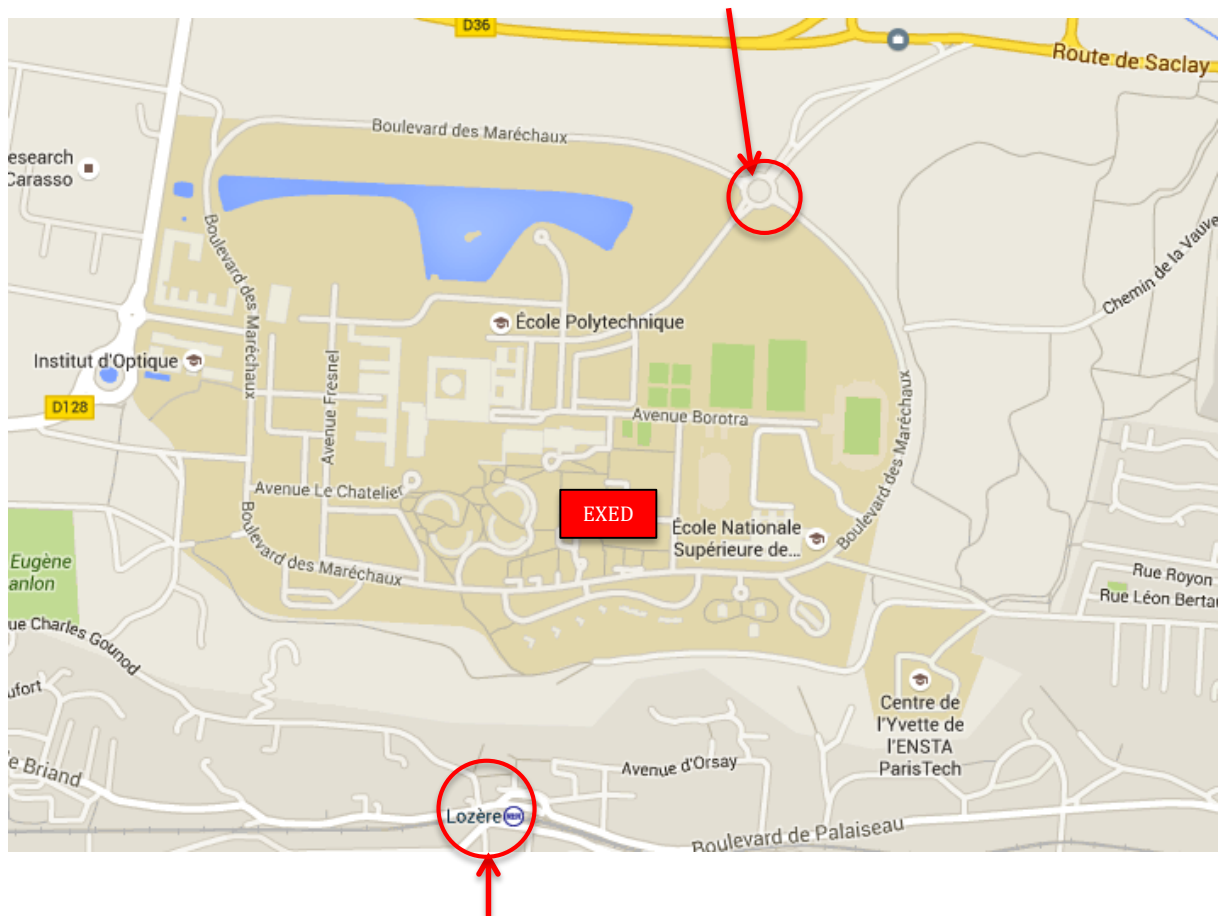 D36
Route de Saclay
Boulevard des Maréchaux
esearch
Carasso
Boulevard des Maréchaux
Chemin de la Vauve
École Polytechnique
Institut d'Optique
Avenue Fresnel
D128
Avenue Borotra
Boulevard des Maréchaux
Avenue Le Chatelier
EXED
École Nationale
Supérieure de...
Boulevard des Maréchaux
Eugène
anlon
Rue Royon
Rue Léon Bertau
ue Charles Gounod
ufort
Centre de
l'Yvette de
l'ENSTA
ParisTech
e Briand
Avenue d'Orsay
Lozère
RER
Boulevard de Palaiseau